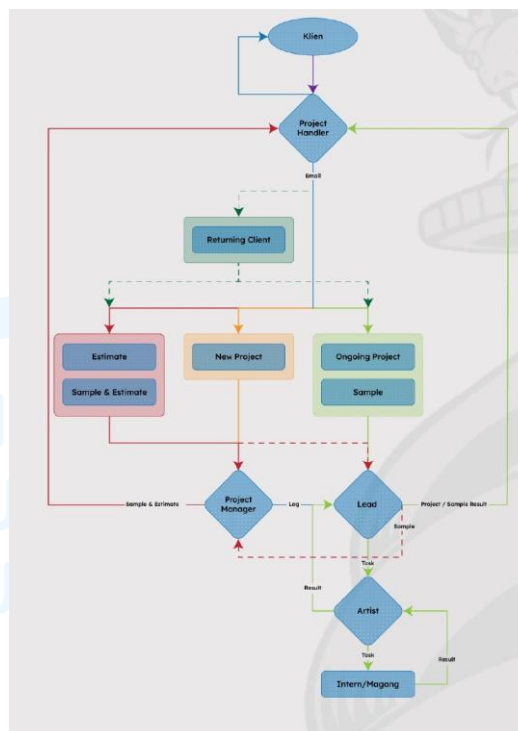 Klien
Project
Handler
Email
Returning Client
Estimate
New Project
Ongoing Project
Sample & Estimate
Sample
Sample & Estimate
Project
Manager
Log
Lead
Project / Sample Result
Sample
Task
Result
Artist
Task
Result
Intern/Magang